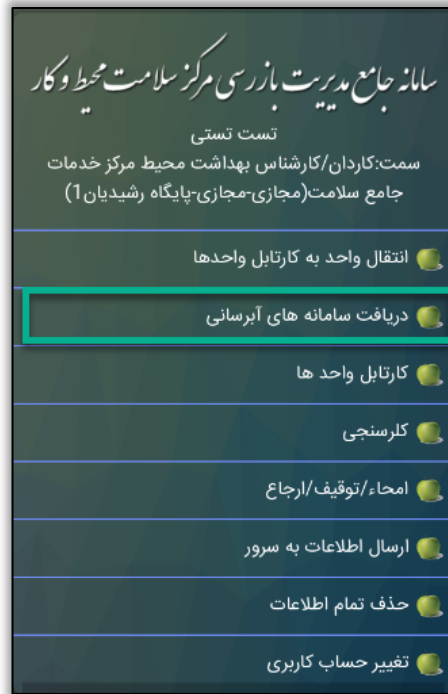 سامانه جامع مدیریت بازرسی مرکز سلامت محیط و کار
تست تستی
سمت:کاردان/کارشناس بهداشت محیط مرکز خدمات
جامع سلامت(مجازی-مجازی-پایگاه رشیدیان1)
انتقال واحد به کارتابل واحدها
دریافت سامانه های آبرسانی
کارتابل واحد ها
کلرسنجی
امحاء/توقیف/ارجاع
ارسال اطلاعات به سرور
حذف تمام اطلاعات
تغییر حساب کاربری